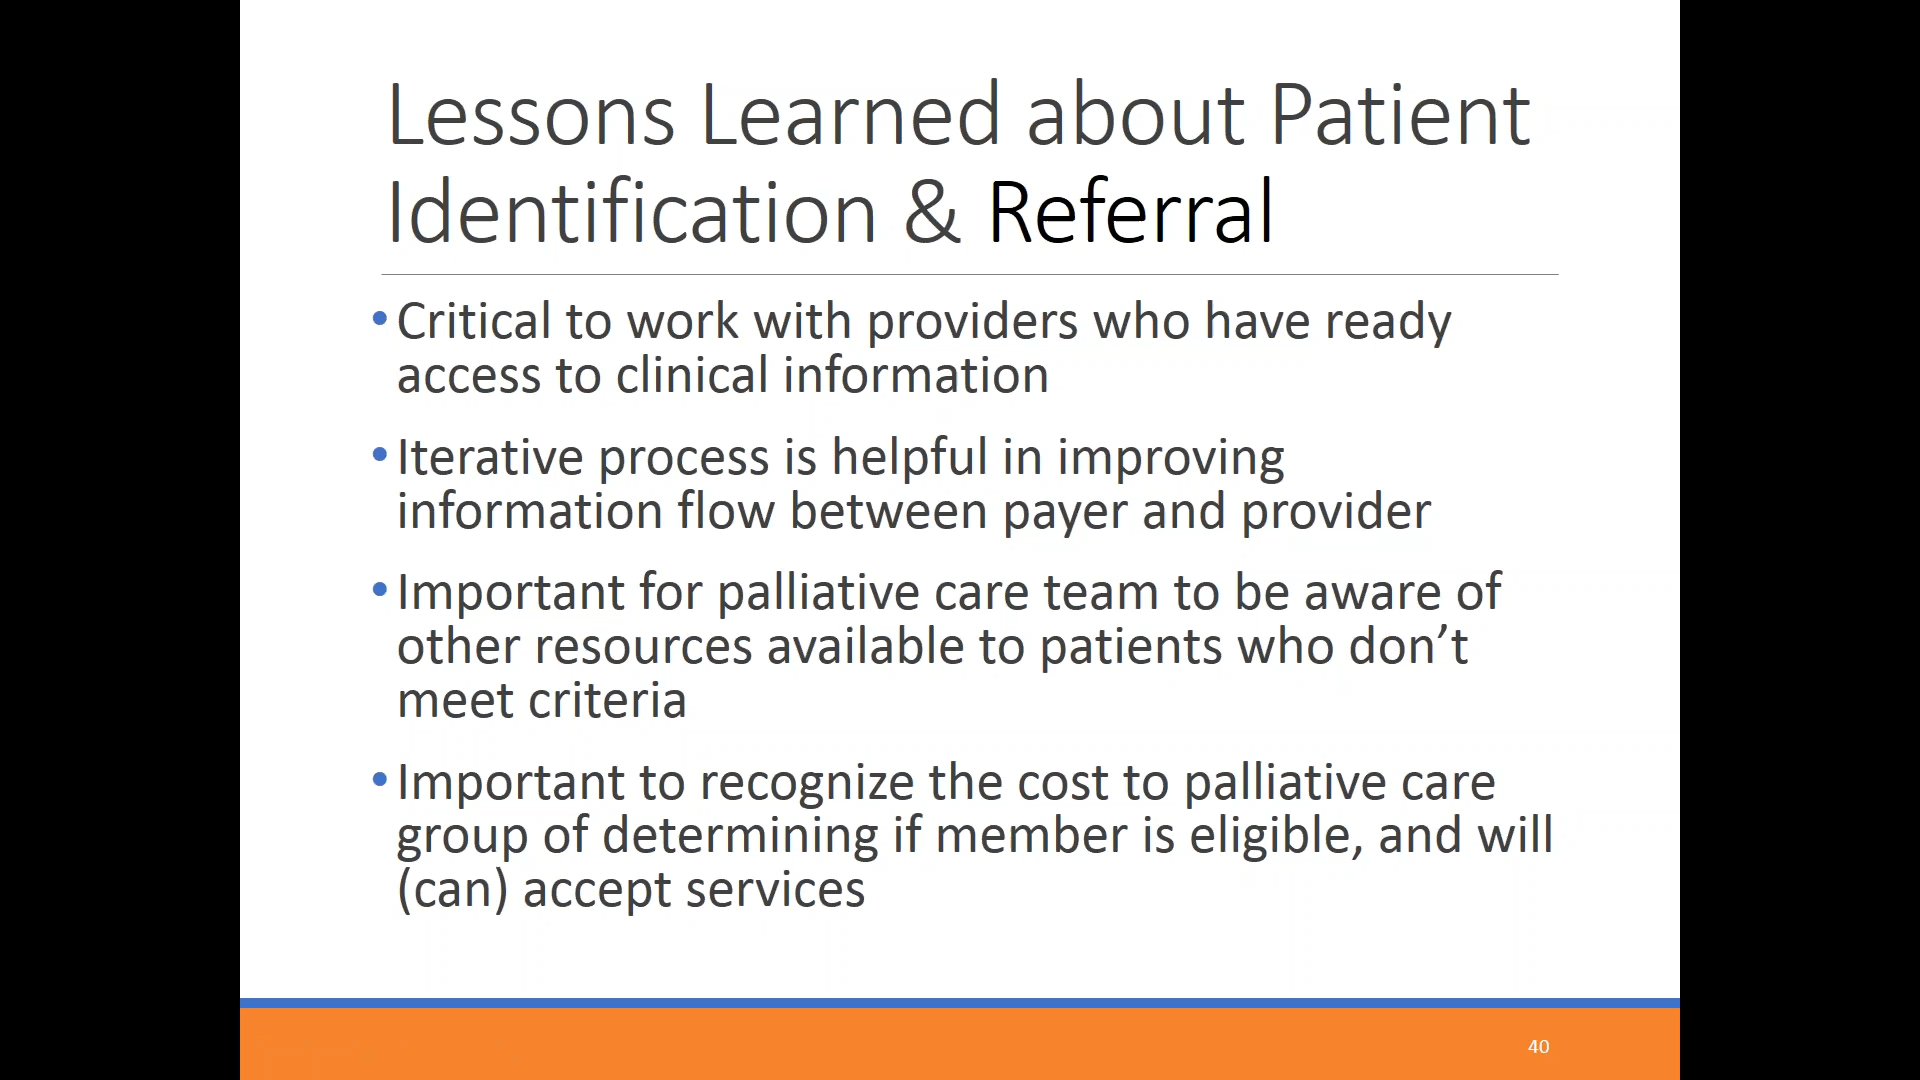 Lessons Learned about Patient
Identification & Referral
•Critical to work with providers who have ready
access to clinical information
•Iterative process is helpful in improving
information flow between payer and provider
•Important for palliative care team to be aware of
other resources available to patients who don’t
meet criteria
•Important to recognize the cost to palliative care
group of determining if member is eligible, and will
(can) accept services
40